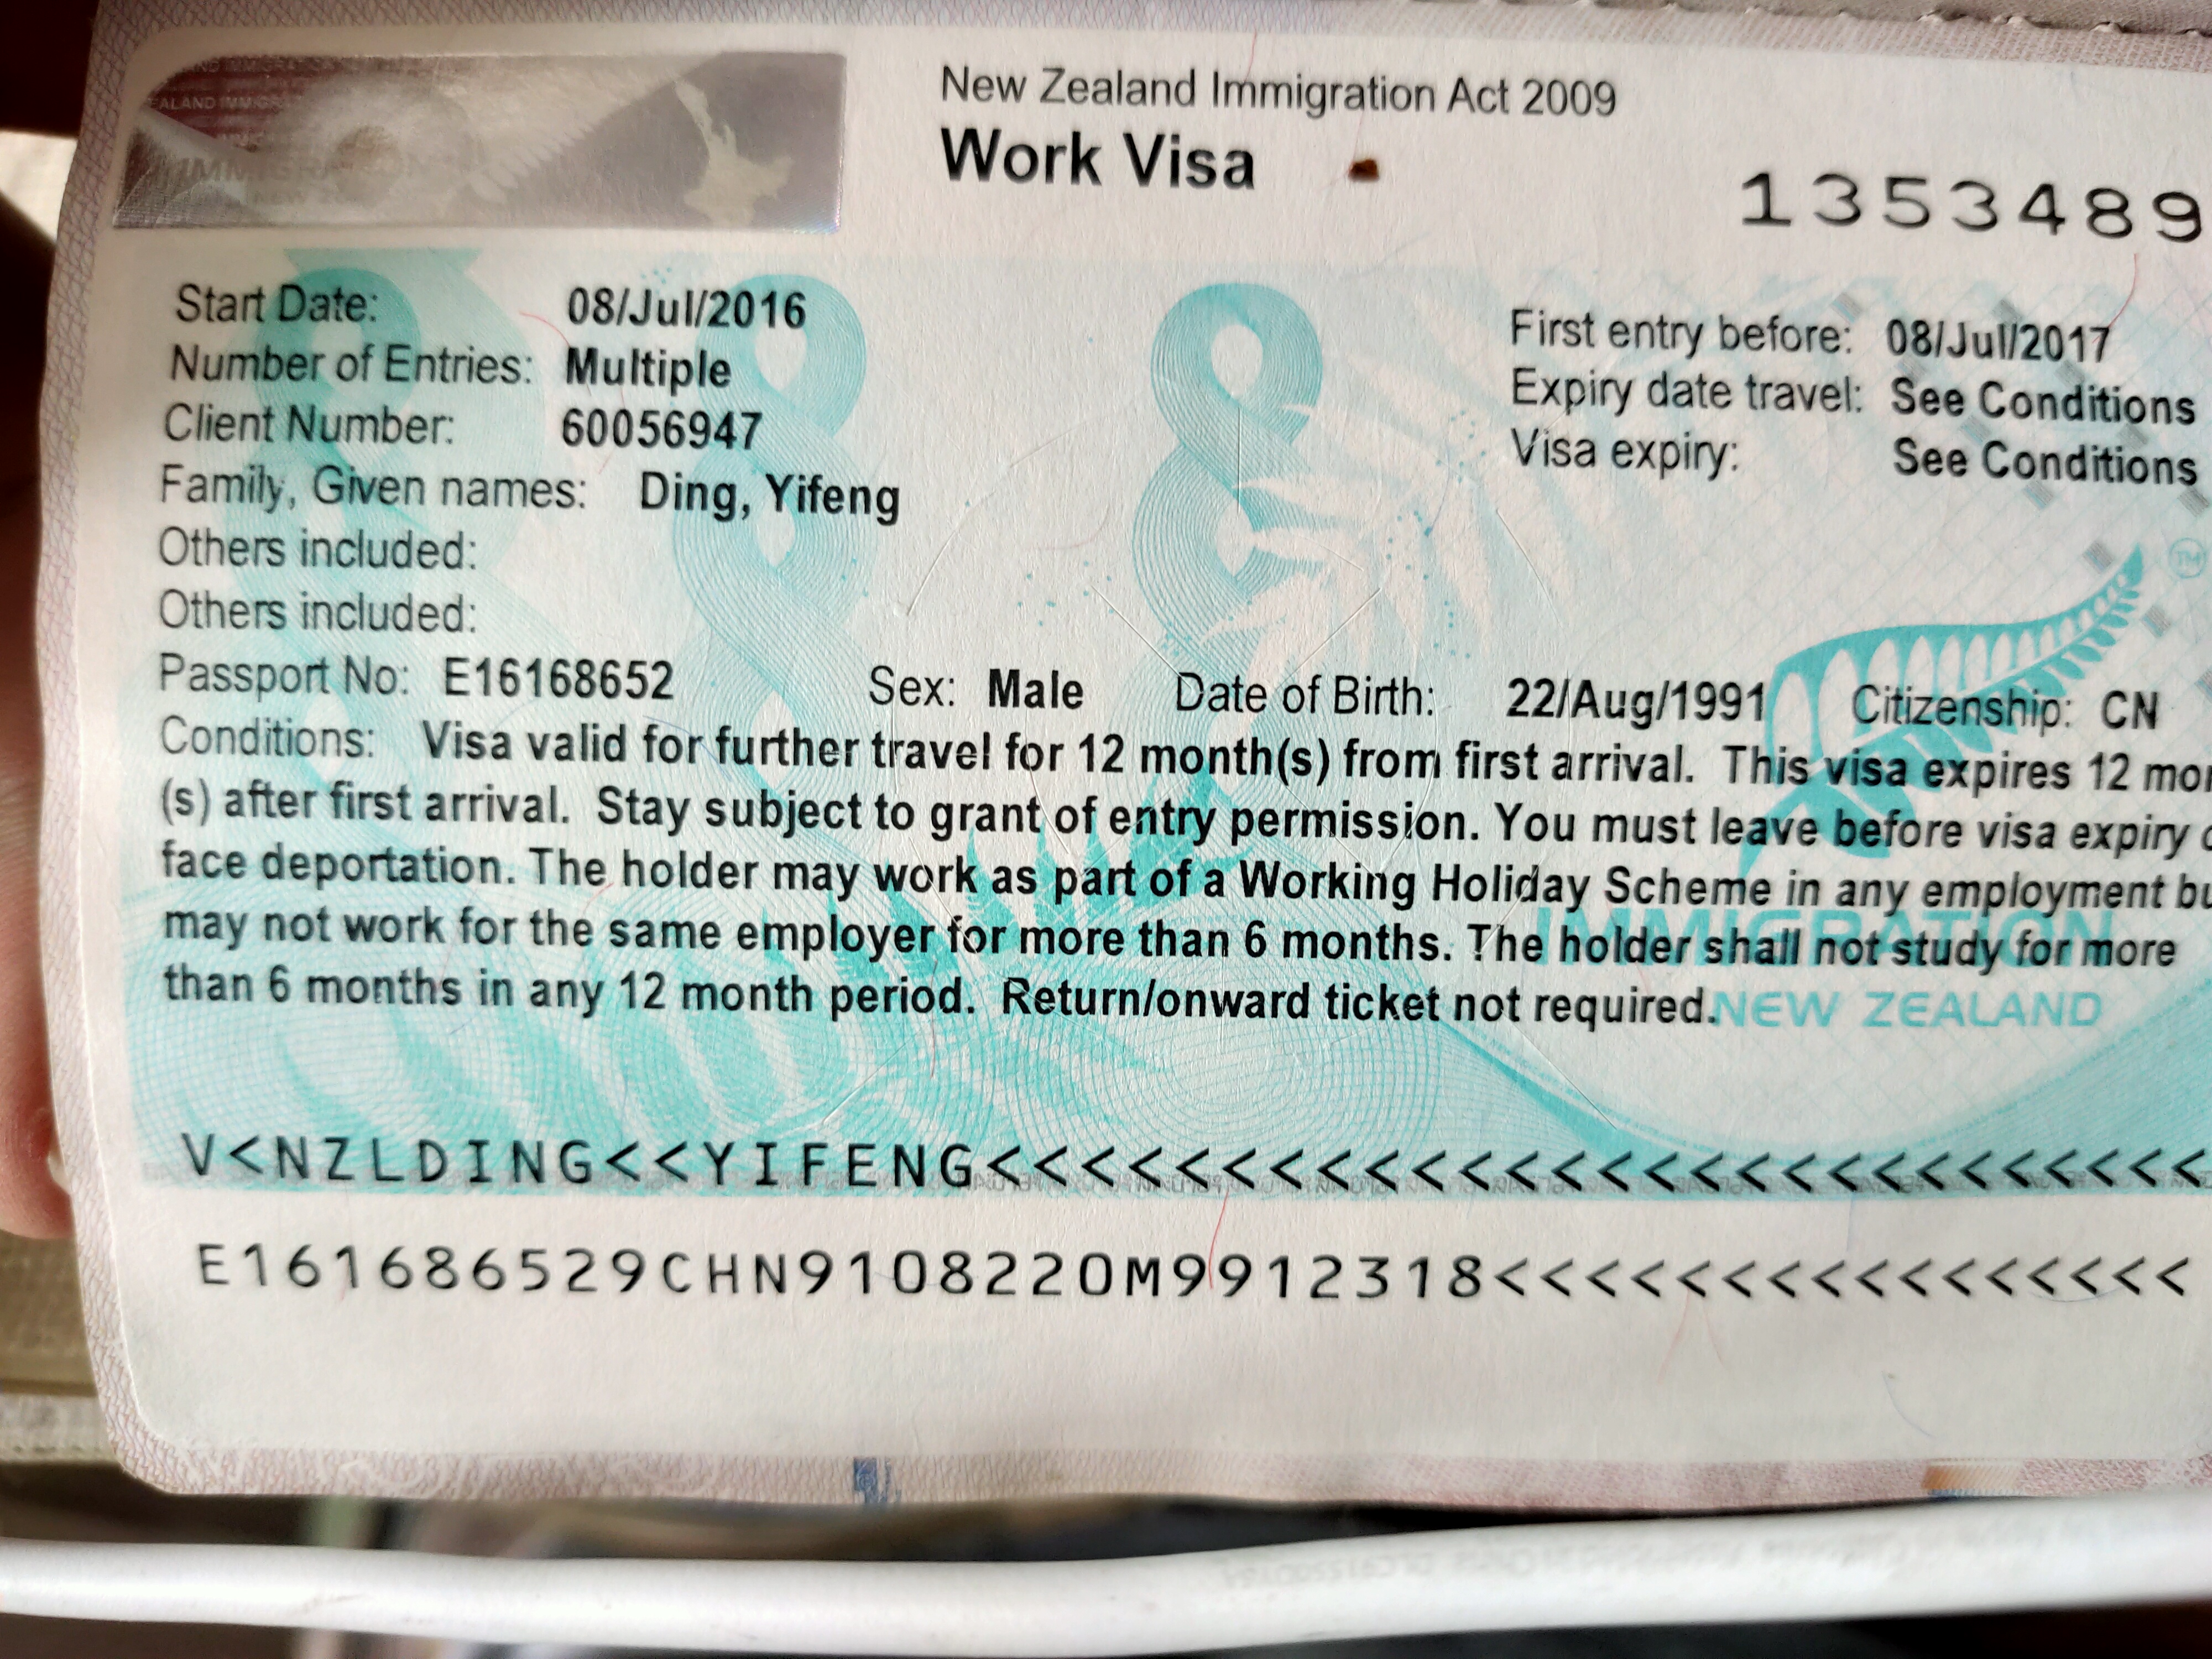 New Zealand Immigration Act 2009
Work Visa
1353489
Start Date: 08/Jul/2016 First entry before: 08/Jul/2017
Number of Entries: Multiple Expiry date travel: See Conditions
Client Number: 60056947 Visa expiry: See Conditions
Family, Given names: Ding, Yifeng
Others included:
Others included:
Passport No: E16168652 Sex: Male Date of Birth: 22/Aug/1991 Citizenship: CN
Conditions: Visa valid for further travel for 12 month(s) from first arrival. This visa expires 12
(s) after first arrival. Stay subject to grant of entry permission. You must leave before visa expiry
face deportation. The holder may work as part of a Working Holiday Scheme in any employment
may not work for the same employer for more than 6 months. The holder shall not study for more
than 6 months in any 12 month period. Return/onward ticket not required.
IMMIGRATION
NEW ZEALAND
TM
V<NZLDING<<YIFENG<<<<<<<<<<<<<<<<<<<<<<<<<<
E161686529CHN9108220M9912318<<<<<<<<<<<<<<<<